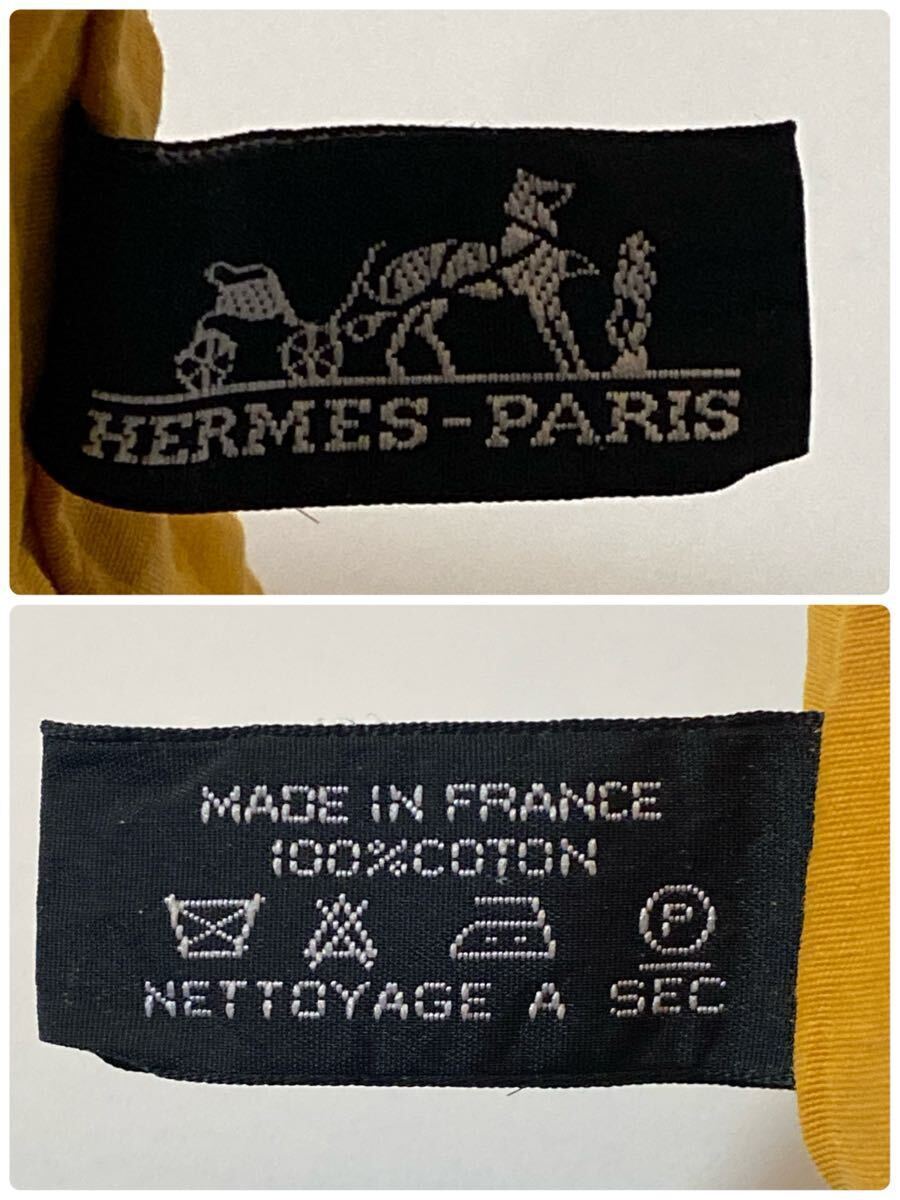 HERMES-PARIS
MADE IN FRANCE
100%COTON
P
NETTOYAGE A SEC